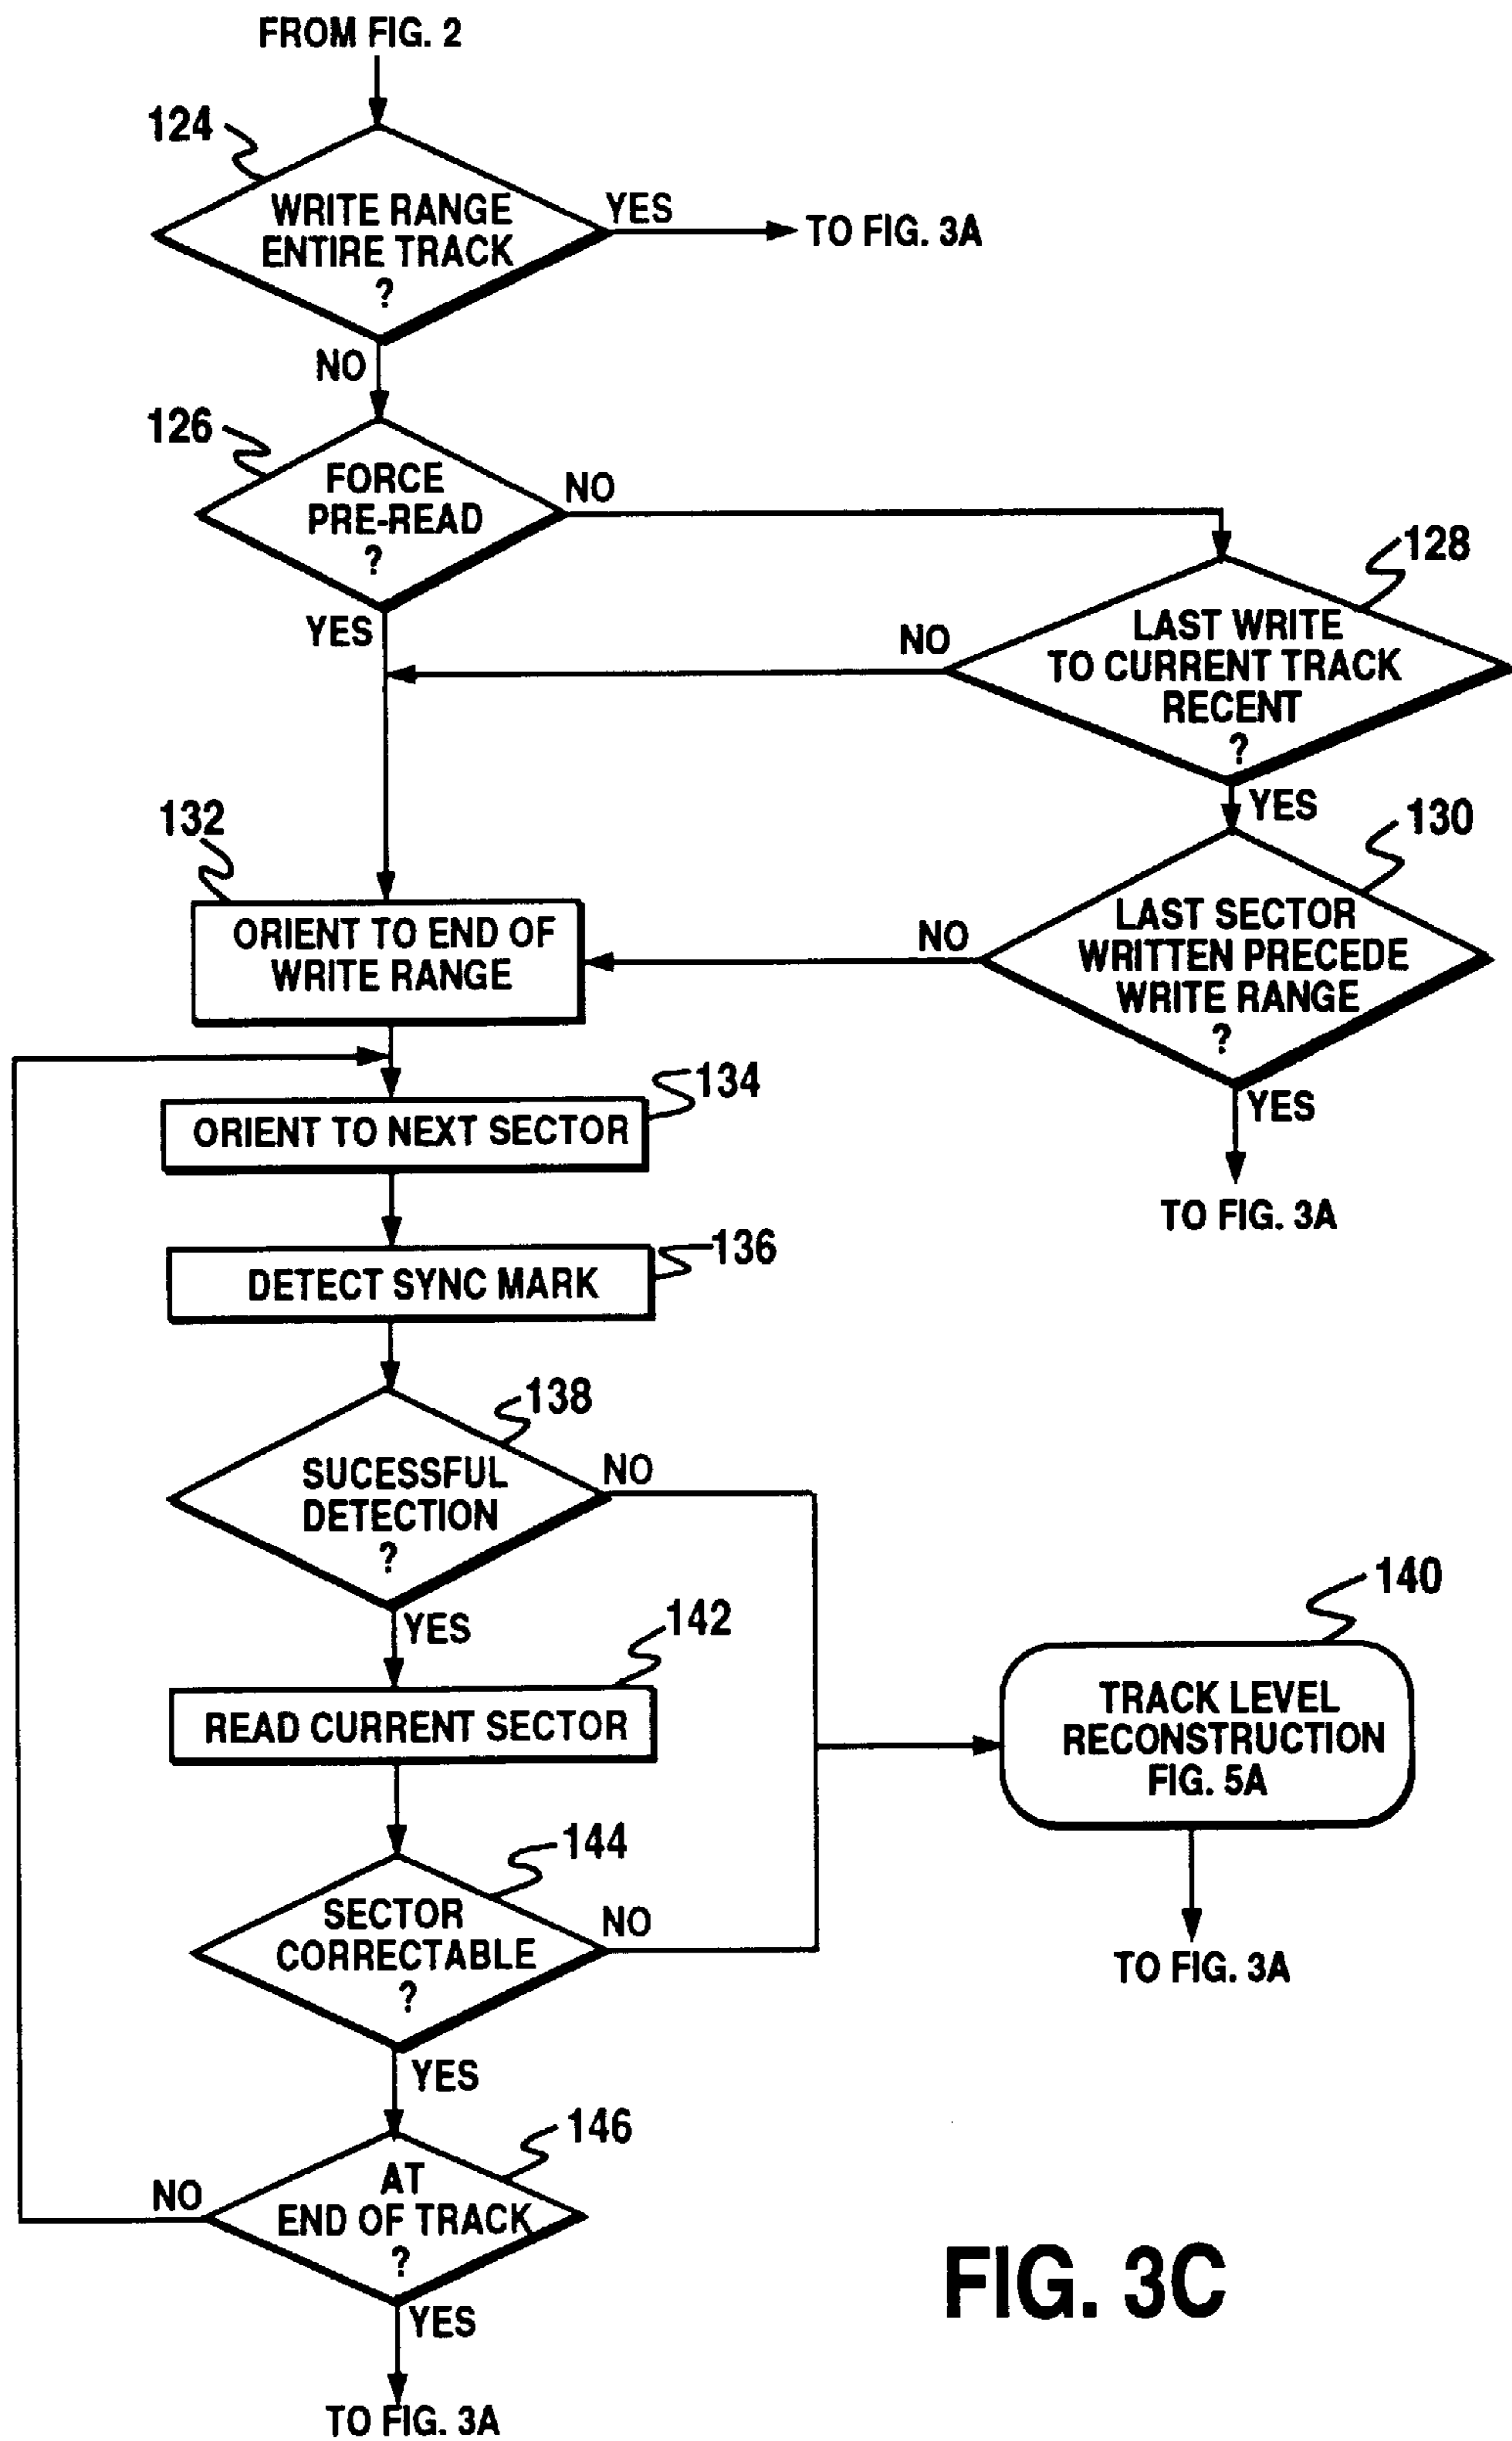 FROM FIG. 2
124
WRITE RANGE
ENTIRE TRACK
?
YES
TO FIG. 3A
NO
126
FORCE
PRE-READ
?
NO
YES
128
LAST WRITE
TO CURRENT TRACK
RECENT
?
NO
YES
130
LAST SECTOR
WRITTEN PRECEDE
WRITE RANGE
?
NO
YES
TO FIG. 3A
132
ORIENT TO END OF
WRITE RANGE
134
ORIENT TO NEXT SECTOR
136
DETECT SYNC MARK
138
SUCESSFUL
DETECTION
?
NO
YES
140
TRACK LEVEL
RECONSTRUCTION
FIG. 5A
TO FIG. 3A
142
READ CURRENT SECTOR
144
SECTOR
CORRECTABLE
?
NO
YES
146
AT
END OF TRACK
?
NO
YES
TO FIG. 3A
FIG. 3C